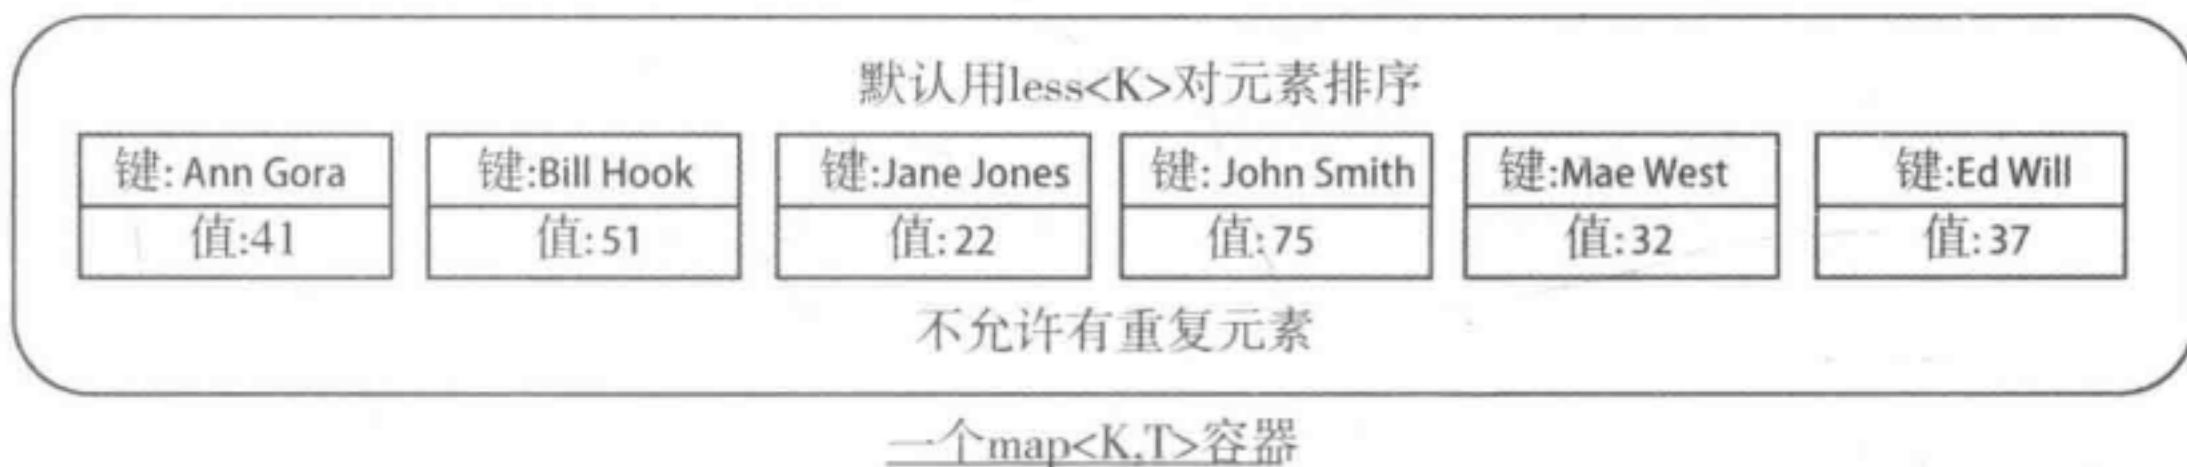 默认用less<K>对元素排序
键: Ann Gora 键:Bill Hook 键:Jane Jones 键: John Smith 键:Mae West 键:Ed Will
值:41 值:51 值:22 值:75 值:32 值:37
不允许有重复元素
一个map<K,T>容器